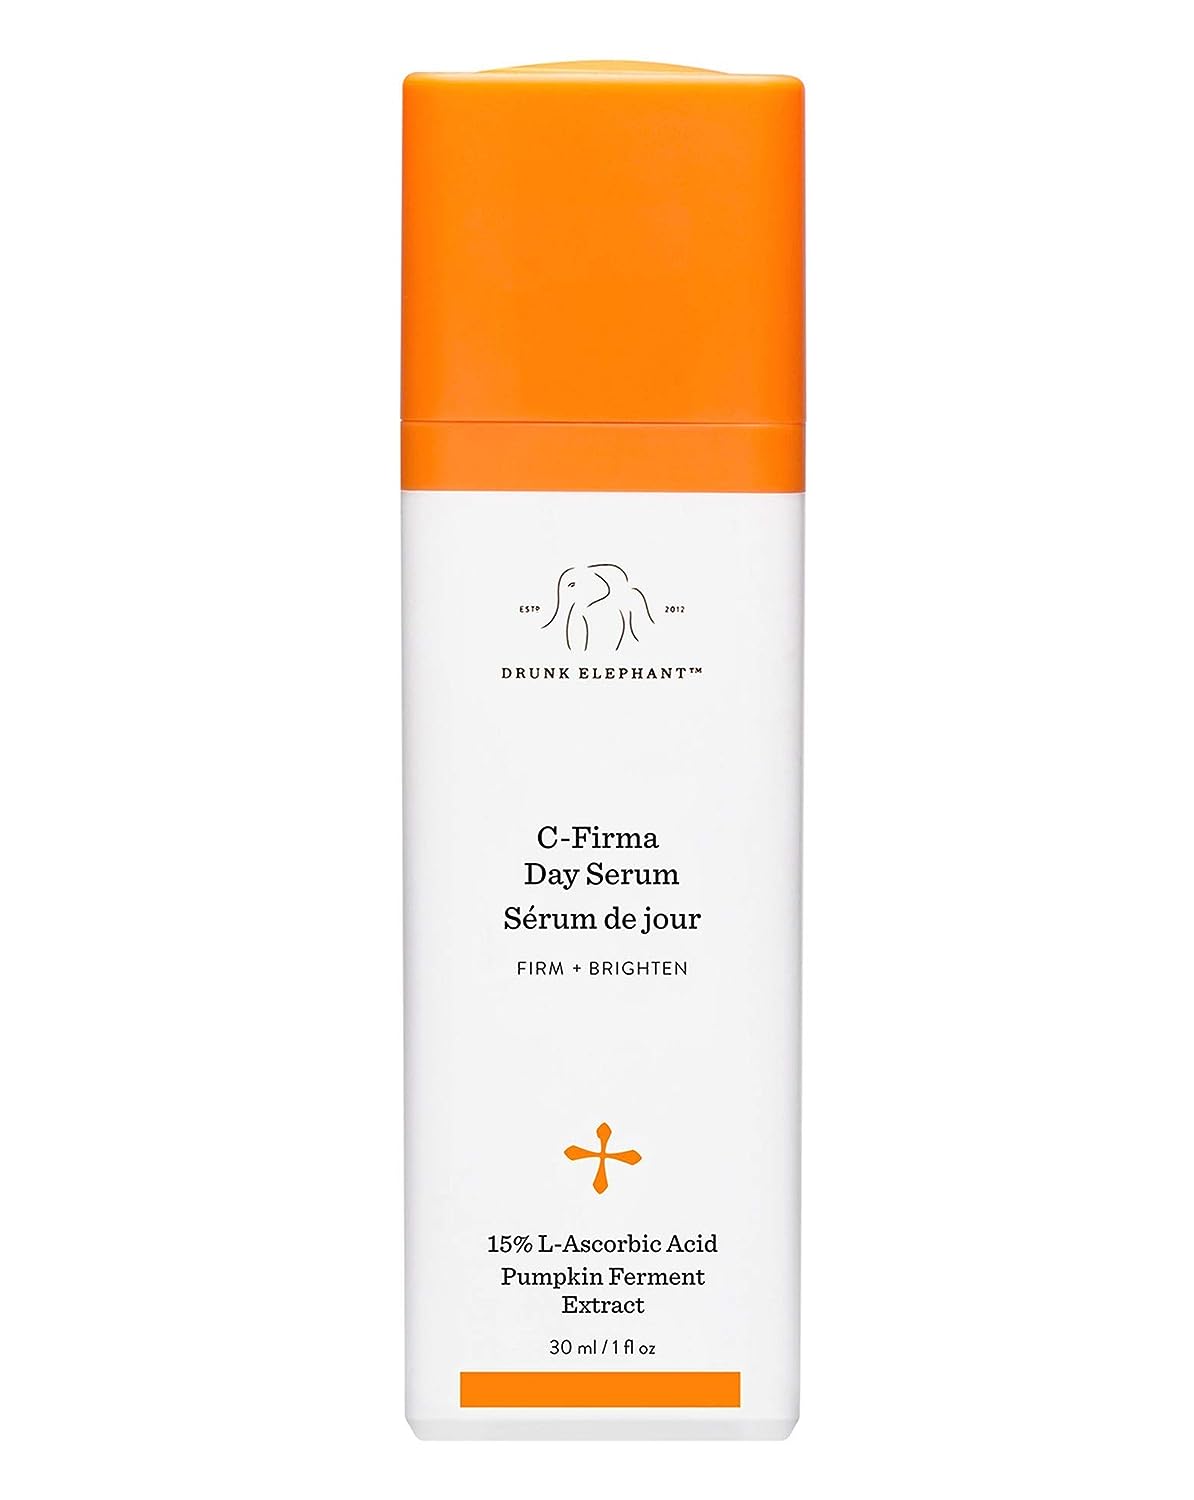 ESTD 2012
DRUNK ELEPHANT™
C-Firma
Day Serum
Sérum de jour
FIRM + BRIGHTEN
15% L-Ascorbic Acid
Pumpkin Ferment
Extract
30 ml / 1 fl oz